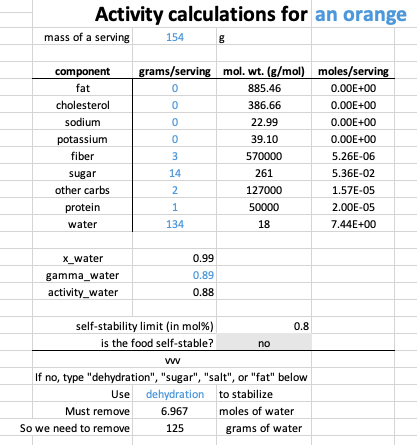 Activity calculations for an orange
mass of a serving 154 g
component grams/serving mol. wt. (g/mol) moles/serving
fat 0 885.46 0.00E+00
cholesterol 0 386.66 0.00E+00
sodium 0 22.99 0.00E+00
potassium 0 39.10 0.00E+00
fiber 3 570000 5.26E-06
sugar 14 261 5.36E-02
other carbs 2 127000 1.57E-05
protein 1 50000 2.00E-05
water 134 18 7.44E+00
x_water 0.99
gamma_water 0.89
activity_water 0.88
self-stability limit (in mol%) 0.8
is the food self-stable? no
vvv
If no, type "dehydration", "sugar", "salt", or "fat" below
Use dehydration to stabilize
Must remove 6.967 moles of water
So we need to remove 125 grams of water